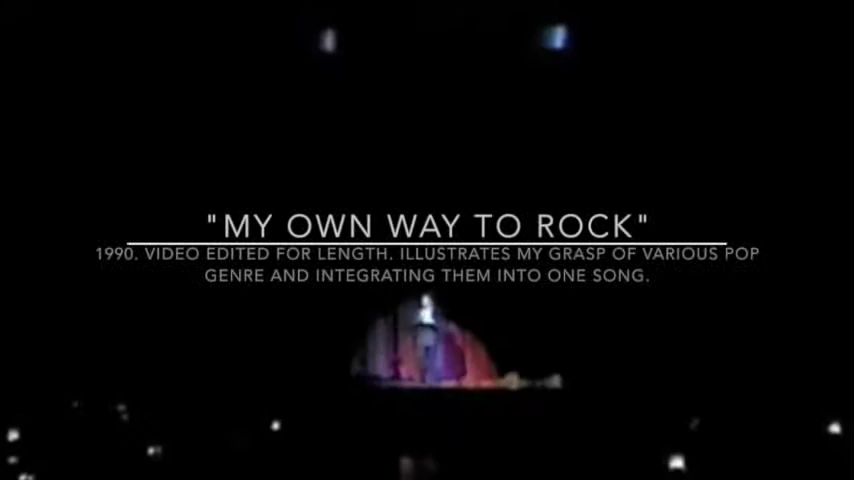 "MY OWN WAY TO ROCK"
1990. VIDEO EDITED FOR LENGTH. ILLUSTRATES MY GRASP OF VARIOUS POP
GENRE AND INTEGRATING THEM INTO ONE SONG.